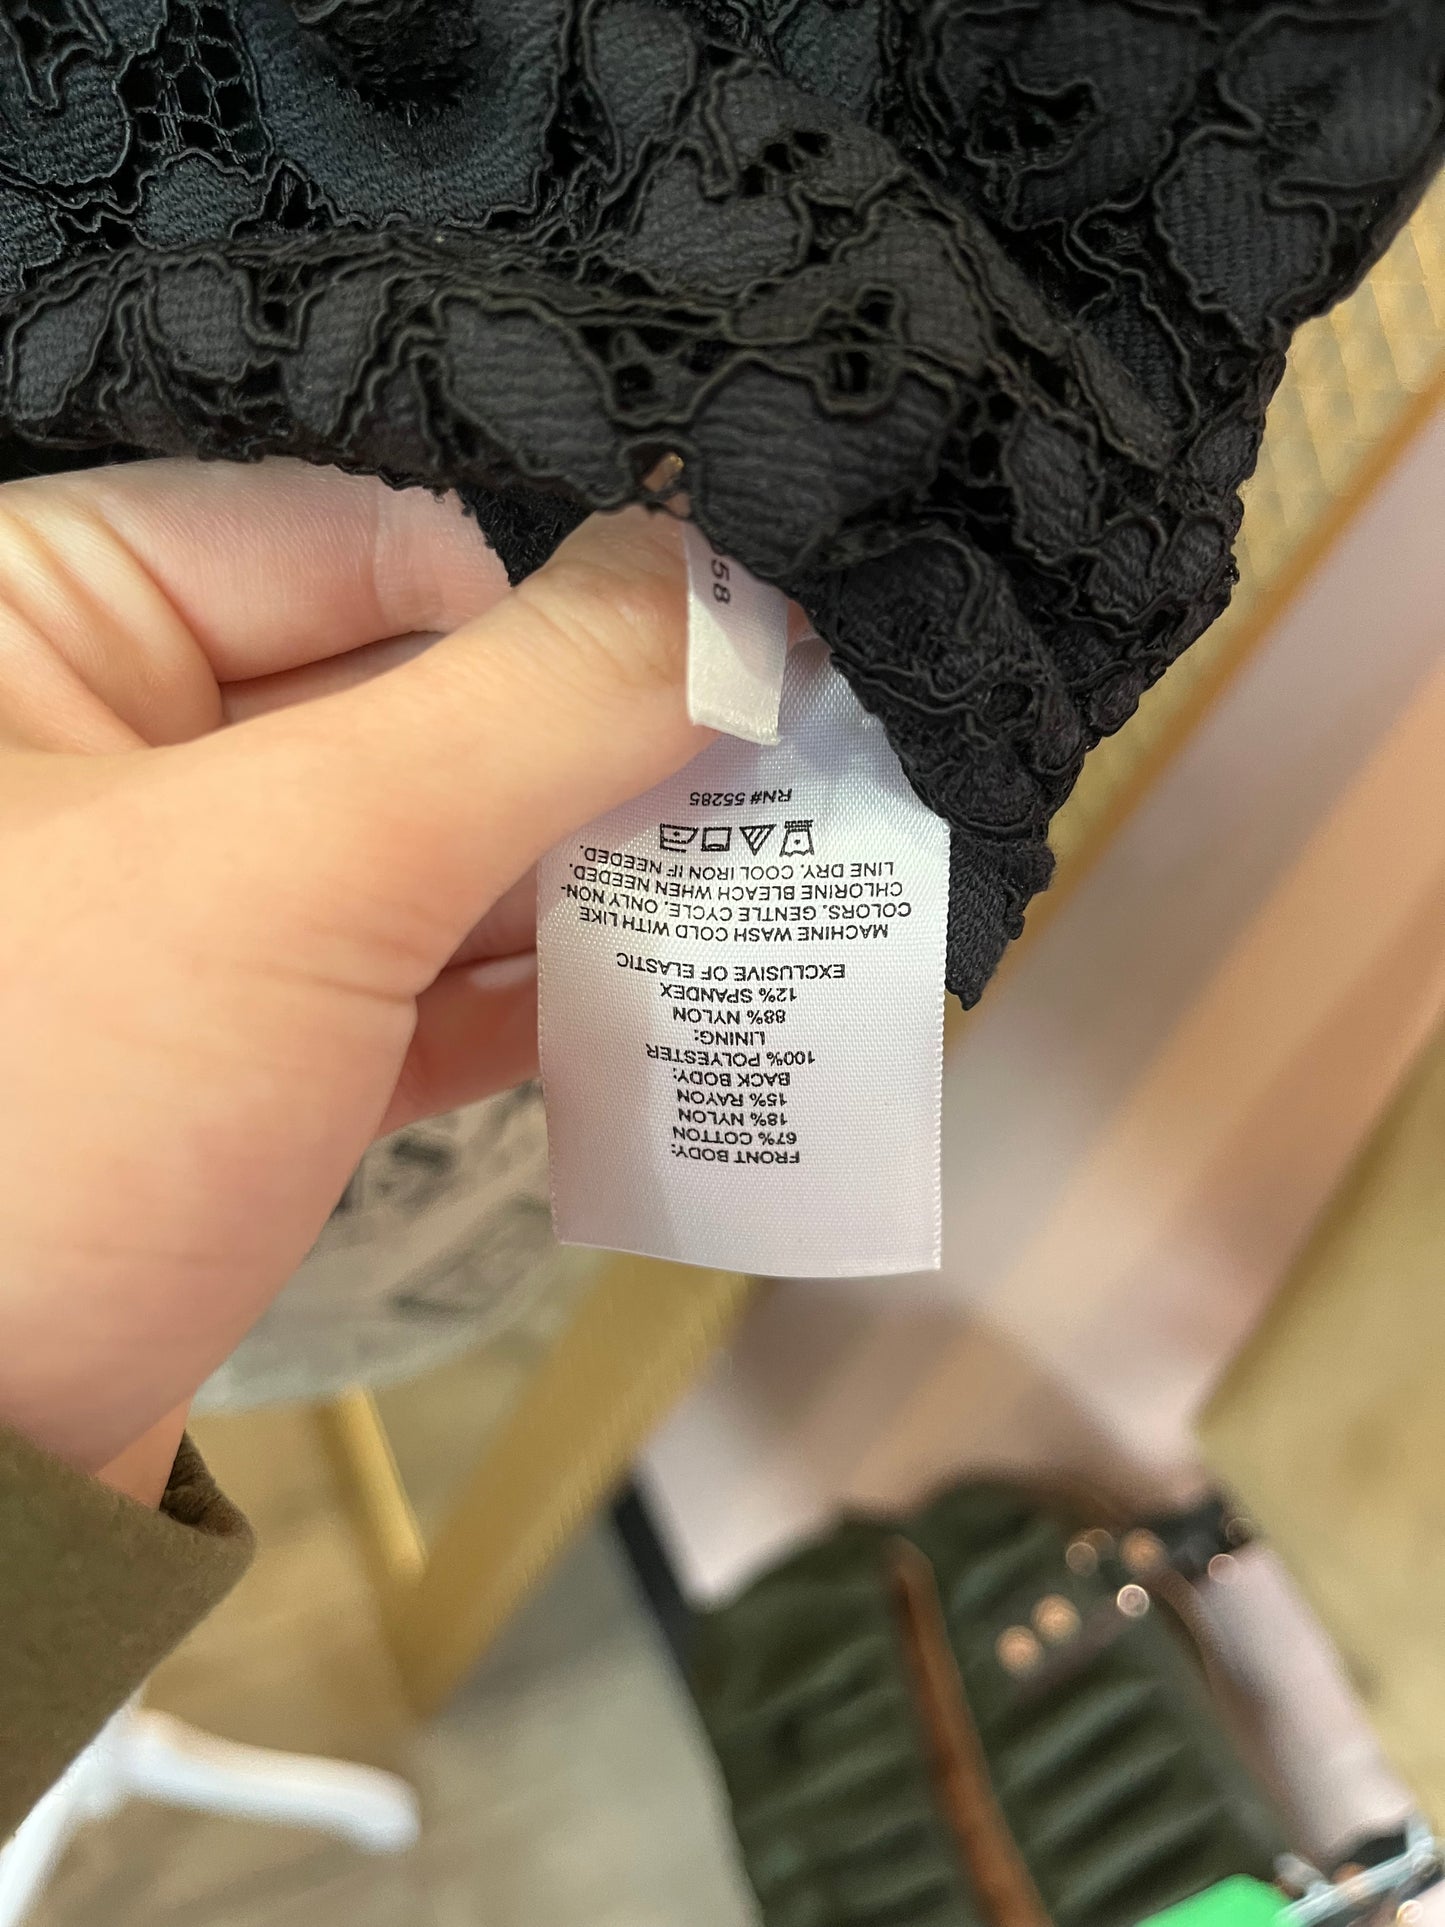 FRONT BODY:
67% COTTON
18% NYLON
15% RAYON
BACK BODY:
100% POLYESTER
LINING:
88% NYLON
12% SPANDEX
EXCLUSIVE OF ELASTIC
MACHINE WASH COLD WITH LIKE
COLORS. GENTLE CYCLE. ONLY NON-
CHLORINE BLEACH WHEN NEEDED.
LINE DRY. COOL IRON IF NEEDED.
RN# 55285